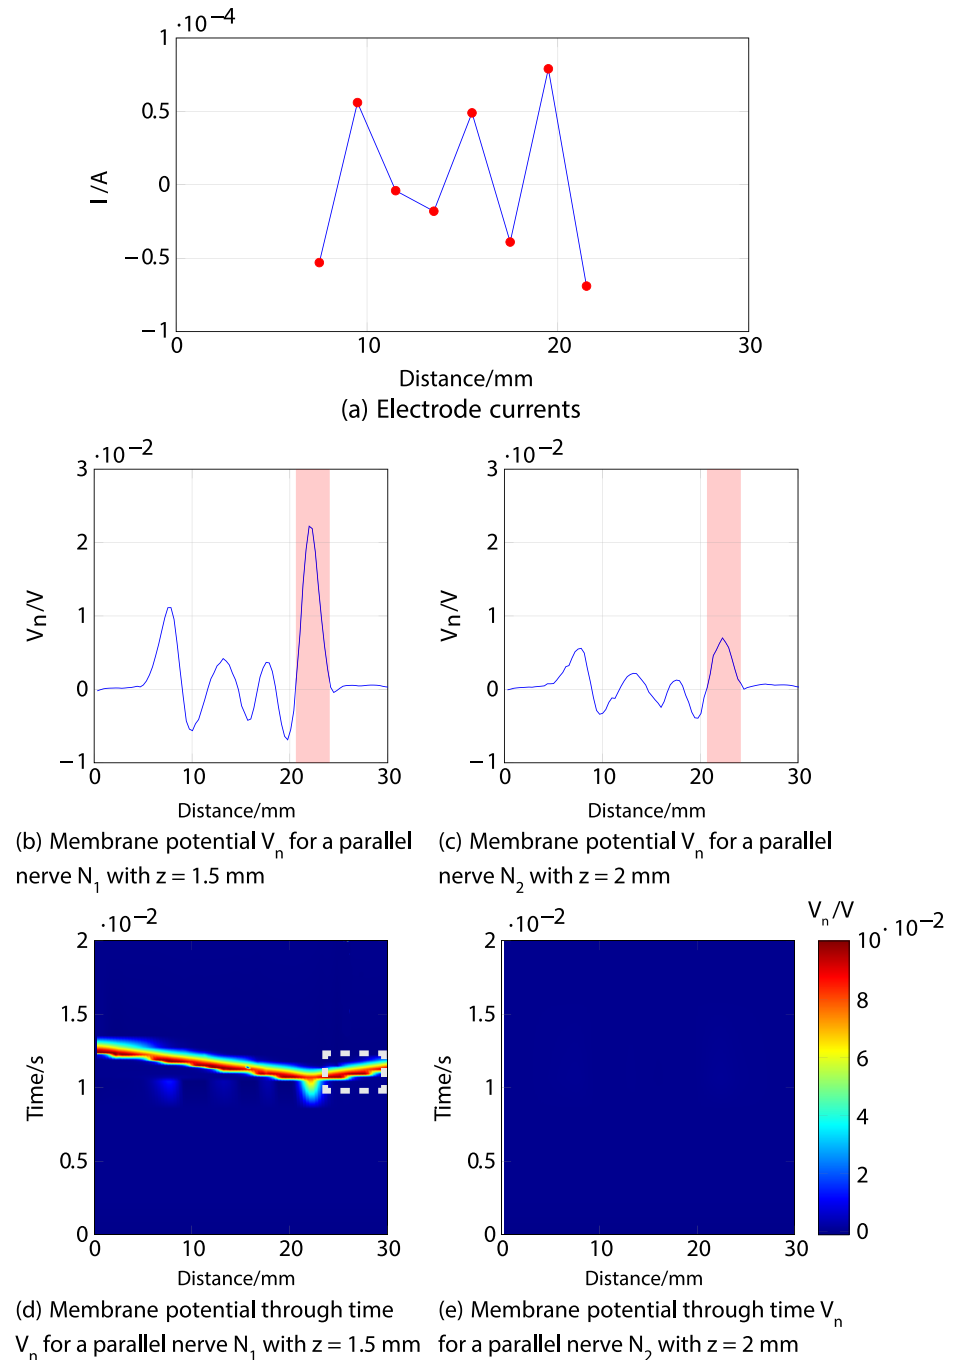 ·10−4
1
0.5
0
−0.5
−1
I/A
0 10 20 30
Distance/mm
(a) Electrode currents
·10−2
3
2
1
0
−1
Vn/V
0 10 20 30
Distance/mm
(b) Membrane potential Vn for a parallel
nerve N1 with z = 1.5 mm
·10−2
3
2
1
0
−1
Vn/V
0 10 20 30
Distance/mm
(c) Membrane potential Vn for a parallel
nerve N2 with z = 2 mm
·10−2
2
1.5
1
0.5
0
Time/s
0 10 20 30
Distance/mm
(d) Membrane potential through time
Vn for a parallel nerve N1 with z = 1.5 mm
·10−2
2
1.5
1
0.5
0
Time/s
0 10 20 30
Distance/mm
Vn/V
10 · 10−2
8
6
4
2
0
(e) Membrane potential through time Vn
for a parallel nerve N2 with z = 2 mm